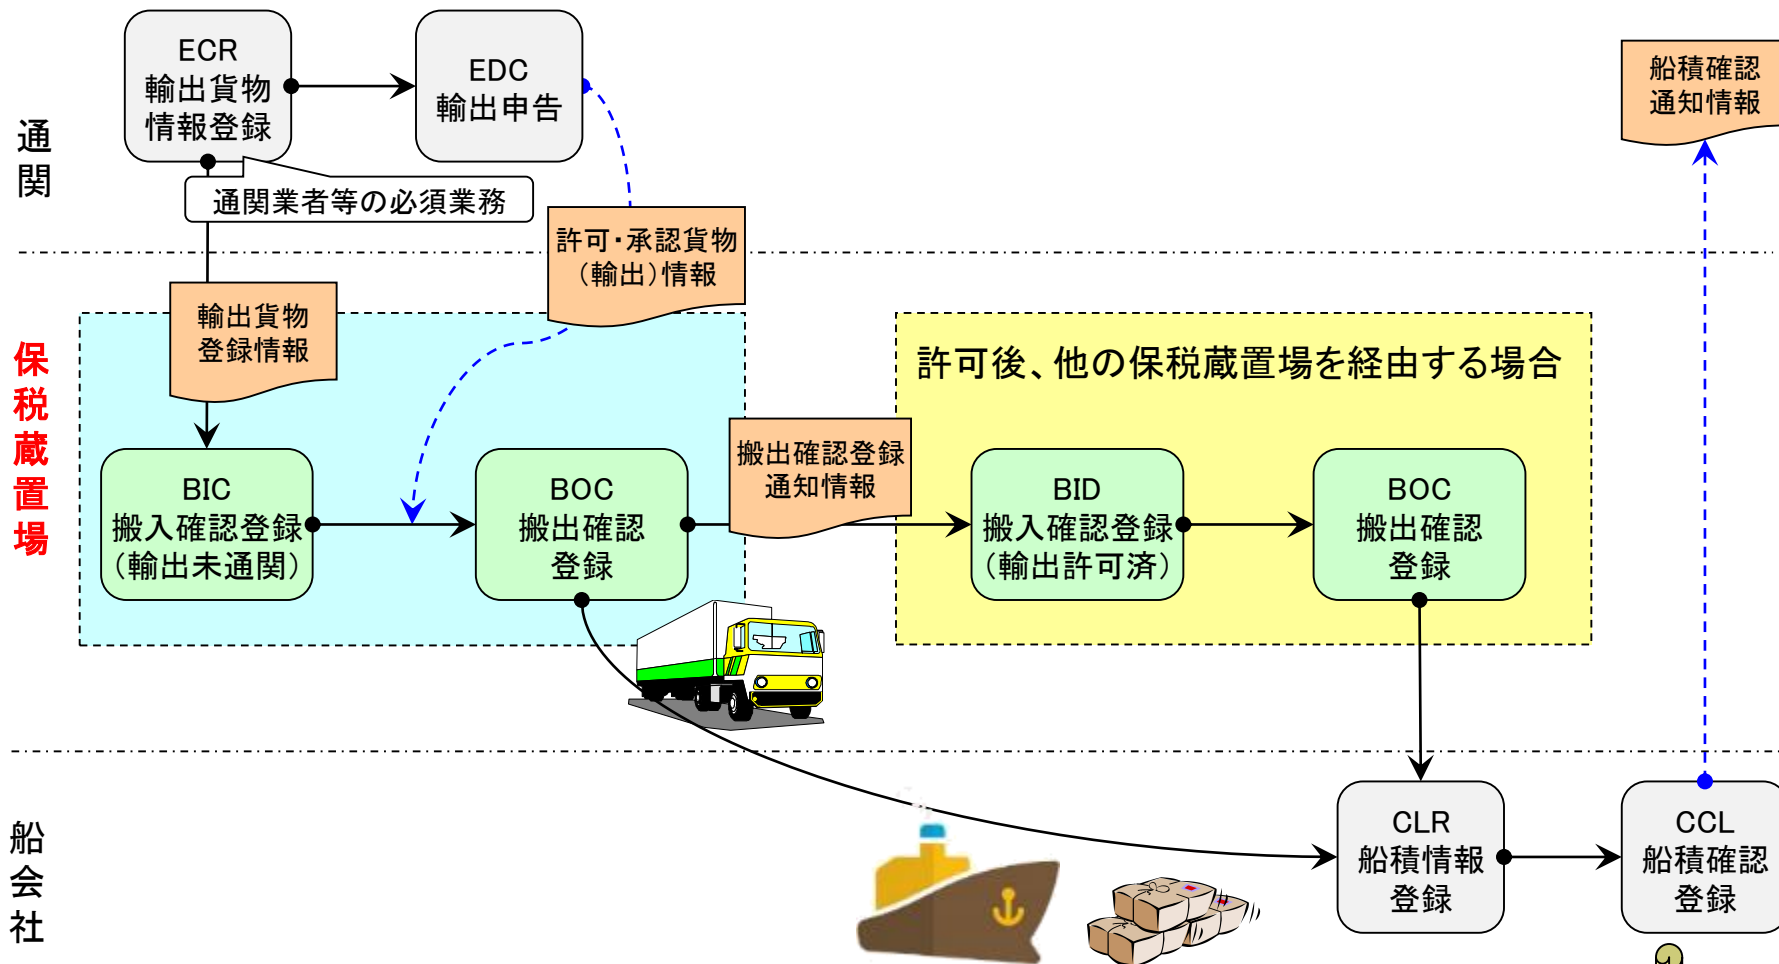 ECR
輸出貨物
情報登録
EDC
輸出申告
船積確認
通知情報
通関
通関業者等の必須業務
許可・承認貨物
（輸出）情報
輸出貨物
登録情報
保税蔵置場
許可後、他の保税蔵置場を経由する場合
搬出確認登録
通知情報
BIC
搬入確認登録
（輸出未通関）
BOC
搬出確認
登録
BID
搬入確認登録
（輸出許可済）
BOC
搬出確認
登録
船会社
CLR
船積情報
登録
CCL
船積確認
登録